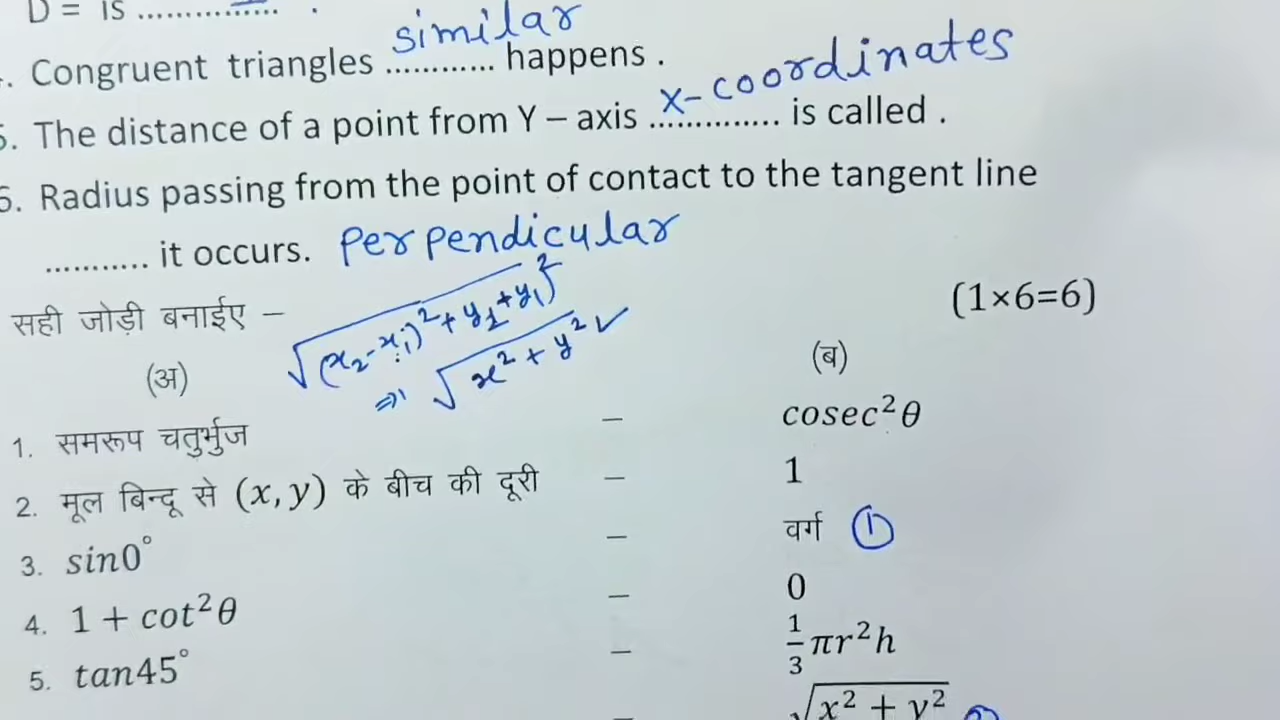 D = is ..................
similar
. Congruent triangles ............ happens .
x-coordinates
5. The distance of a point from Y – axis .............. is called .
6. Radius passing from the point of contact to the tangent line
........... it occurs. Perpendicular
सही जोड़ी बनाईए – (1×6=6)
√(x₂-x₁)²+y₂+y₁)²
⇒ √x²+y² ✓
(अ) (ब)
1. समरूप चतुर्भुज – cosec²θ
2. मूल बिन्दू से (x, y) के बीच की दूरी – 1
3. sin0° – वर्ग ①
4. 1 + cot²θ – 0
5. tan45° – 1/3 πr²h
√x² + y²